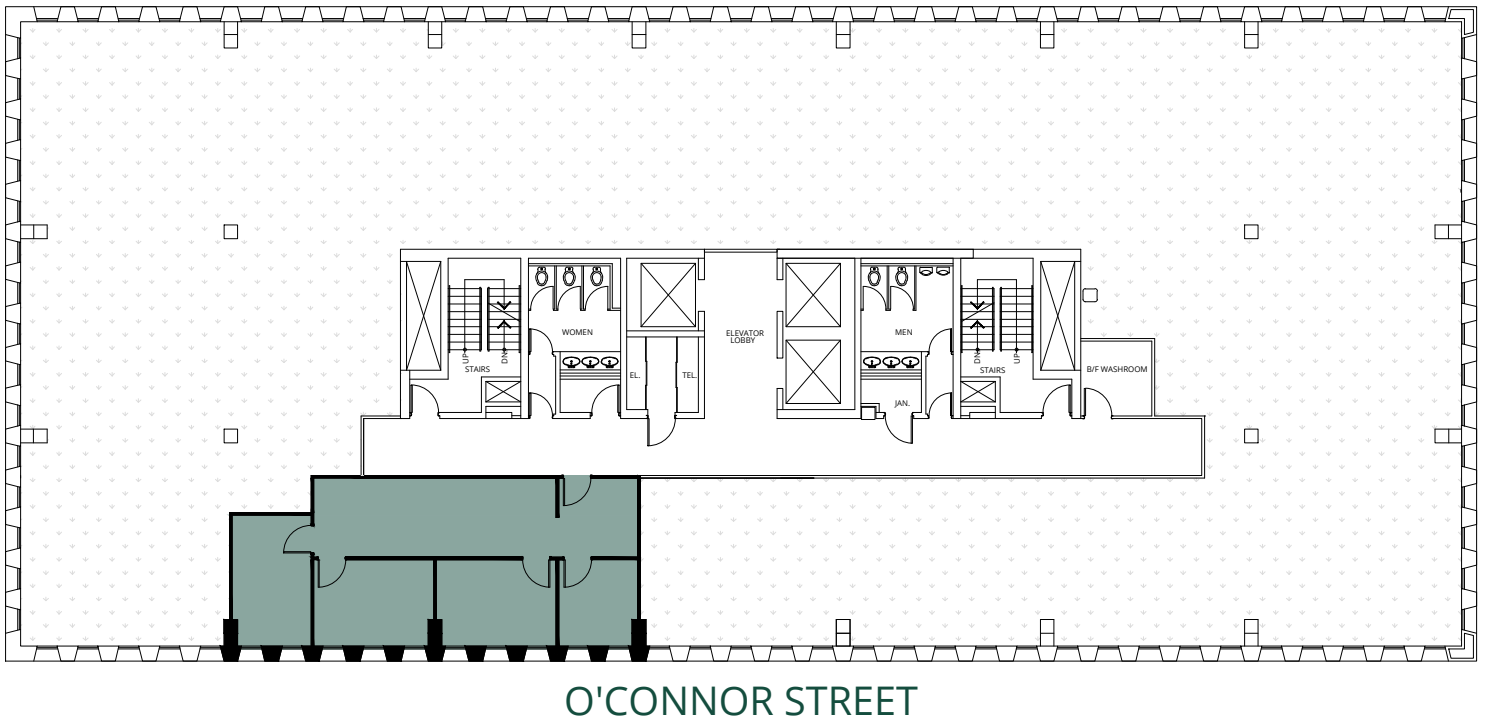 WOMEN
ELEVATOR
LOBBY
MEN
UP
DN
STAIRS
EL.
TEL.
JAN.
DN
UP
STAIRS
B/F WASHROOM
O'CONNOR STREET